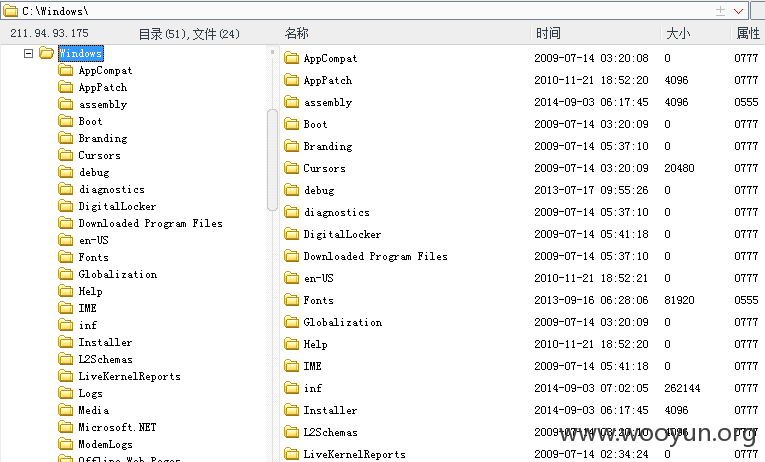 C:\Windows\
211.94.93.175 目录(51),文件(24) 名称 时间 大小 属性
Windows
AppCompat
AppPatch
assembly
Boot
Branding
Cursors
debug
diagnostics
DigitalLocker
Downloaded Program Files
en-US
Fonts
Globalization
Help
IME
inf
Installer
L2Schemas
LiveKernelReports
Logs
Media
Microsoft.NET
ModemLogs
Offline Web Pages
AppCompat 2009-07-14 03:20:08 0 0777
AppPatch 2010-11-21 18:52:20 4096 0777
assembly 2014-09-03 06:17:45 4096 0555
Boot 2009-07-14 03:20:09 0 0777
Branding 2009-07-14 05:37:10 0 0777
Cursors 2009-07-14 03:20:09 20480 0777
debug 2013-07-17 09:55:26 0 0777
diagnostics 2009-07-14 05:37:10 0 0777
DigitalLocker 2009-07-14 05:41:18 0 0777
Downloaded Program Files 2009-07-14 05:37:10 0 0777
en-US 2010-11-21 18:52:21 0 0777
Fonts 2013-09-16 06:28:06 81920 0555
Globalization 2009-07-14 03:20:09 0 0777
Help 2010-11-21 18:52:20 0 0777
IME 2009-07-14 05:41:18 0 0777
inf 2014-09-03 07:02:05 262144 0777
Installer 2014-09-03 06:17:45 4096 0777
L2Schemas 2009-07-14 03:20:10 4096 0777
LiveKernelReports 2009-07-14 02:34:24 0 0777
www.wooyun.org